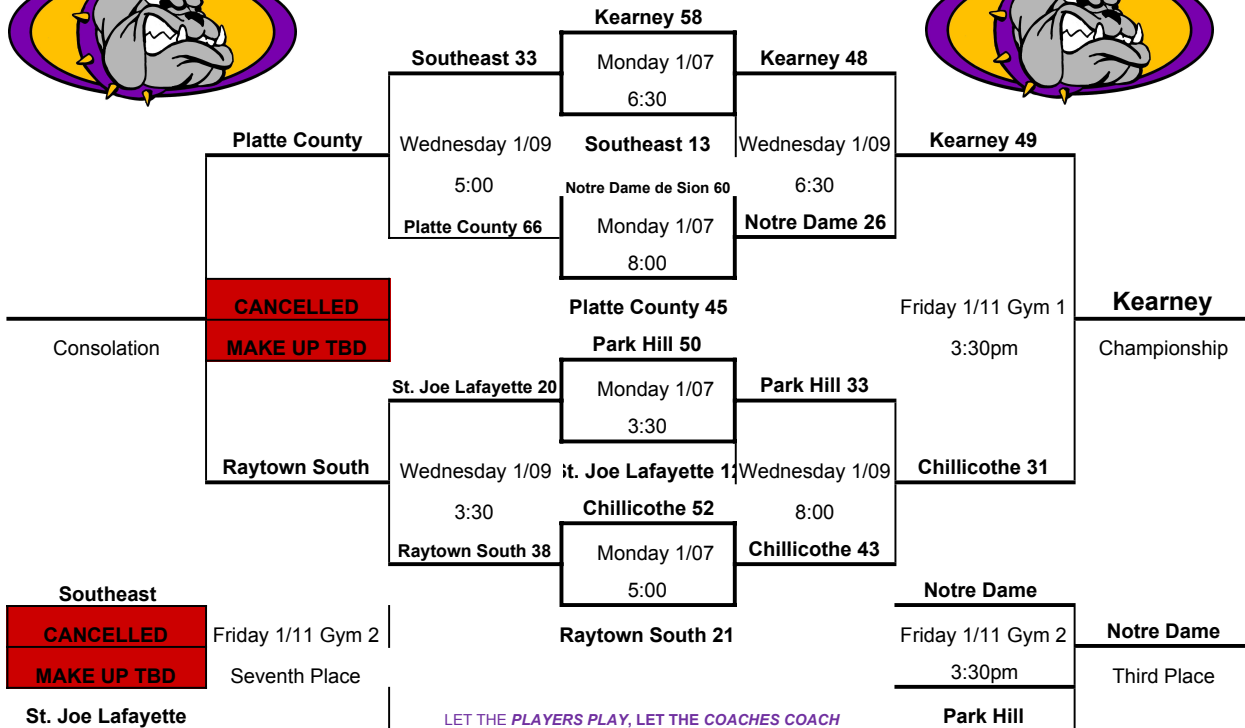 Kearney 58
Southeast 33
Monday 1/07
Kearney 48
6:30
Platte County
Wednesday 1/09
Southeast 13
Wednesday 1/09
Kearney 49
5:00
Notre Dame de Sion 60
6:30
Platte County 66
Monday 1/07
Notre Dame 26
8:00
CANCELLED
Platte County 45
Friday 1/11 Gym 1
Kearney
Consolation
MAKE UP TBD
Park Hill 50
3:30pm
Championship
St. Joe Lafayette 20
Monday 1/07
Park Hill 33
3:30
Raytown South
Wednesday 1/09
Joe Lafayette
Wednesday 1/09
Chillicothe 31
3:30
Chillicothe 52
8:00
Raytown South 38
Monday 1/07
Chillicothe 43
5:00
Southeast
Notre Dame
CANCELLED
Friday 1/11 Gym 2
Raytown South 21
Friday 1/11 Gym 2
Notre Dame
MAKE UP TBD
Seventh Place
3:30pm
Third Place
St. Joe Lafayette
LET THE PLAYERS PLAY, LET THE COACHES COACH
Park Hill